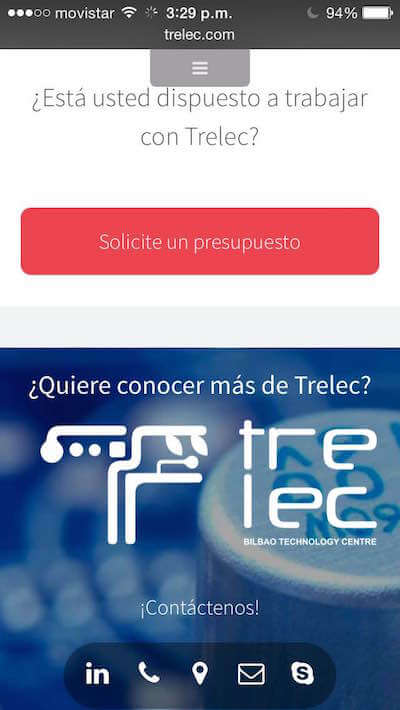 movistar 3:29 p.m. 94%
trelec.com
¿Está usted dispuesto a trabajar
con Trelec?
Solicite un presupuesto
¿Quiere conocer más de Trelec?
tre
lec
BILBAO TECHNOLOGY CENTRE
¡Contáctenos!
in